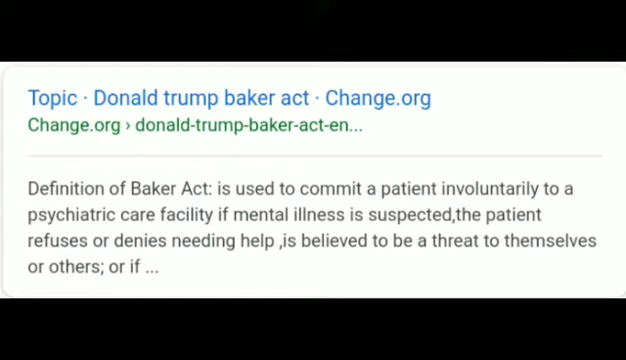 Topic · Donald trump baker act · Change.org
Change.org › donald-trump-baker-act-en...
Definition of Baker Act: is used to commit a patient involuntarily to a
psychiatric care facility if mental illness is suspected,the patient
refuses or denies needing help ,is believed to be a threat to themselves
or others; or if ...